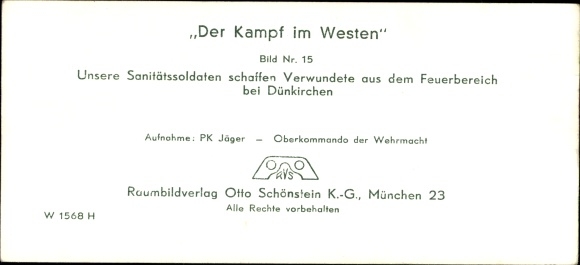 „Der Kampf im Westen“
Bild Nr. 15
Unsere Sanitätssoldaten schaffen Verwundete aus dem Feuerbereich
bei Dünkirchen
Aufnahme: PK Jäger — Oberkommando der Wehrmacht
RVS
Raumbildverlag Otto Schönstein K.-G., München 23
Alle Rechte vorbehalten
W 1568 H